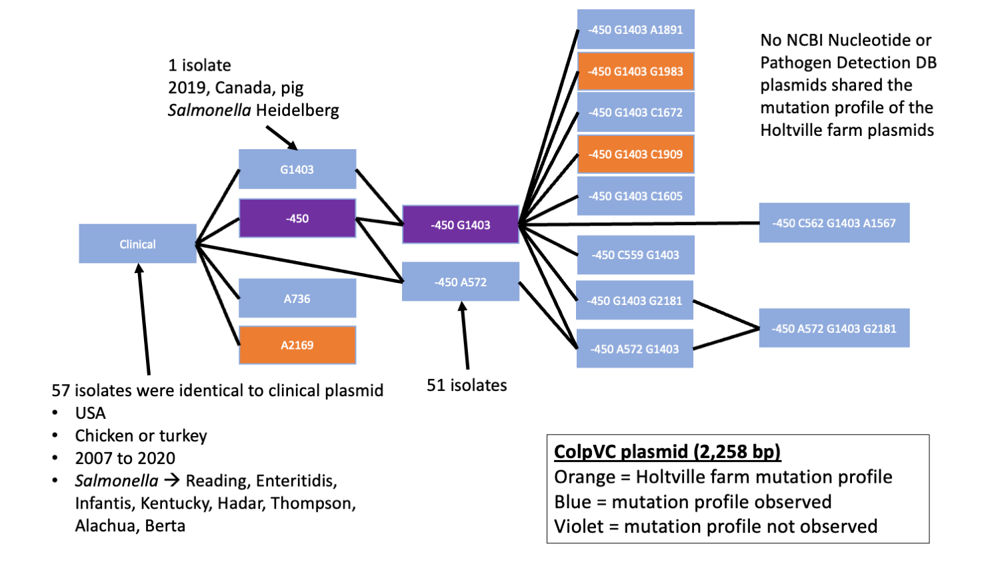 1 isolate
2019, Canada, pig
Salmonella Heidelberg
G1403
-450
Clinical
A736
A2169
-450 G1403
-450 A572
51 isolates
-450 G1403 A1891
-450 G1403 G1983
-450 G1403 C1672
-450 G1403 C1909
-450 G1403 C1605
-450 C559 G1403
-450 G1403 G2181
-450 A572 G1403
No NCBI Nucleotide or
Pathogen Detection DB
plasmids shared the
mutation profile of the
Holtville farm plasmids
-450 C562 G1403 A1567
-450 A572 G1403 G2181
57 isolates were identical to clinical plasmid
• USA
• Chicken or turkey
• 2007 to 2020
• Salmonella → Reading, Enteritidis,
Infantis, Kentucky, Hadar, Thompson,
Alachua, Berta
ColpVC plasmid (2,258 bp)
Orange = Holtville farm mutation profile
Blue = mutation profile observed
Violet = mutation profile not observed